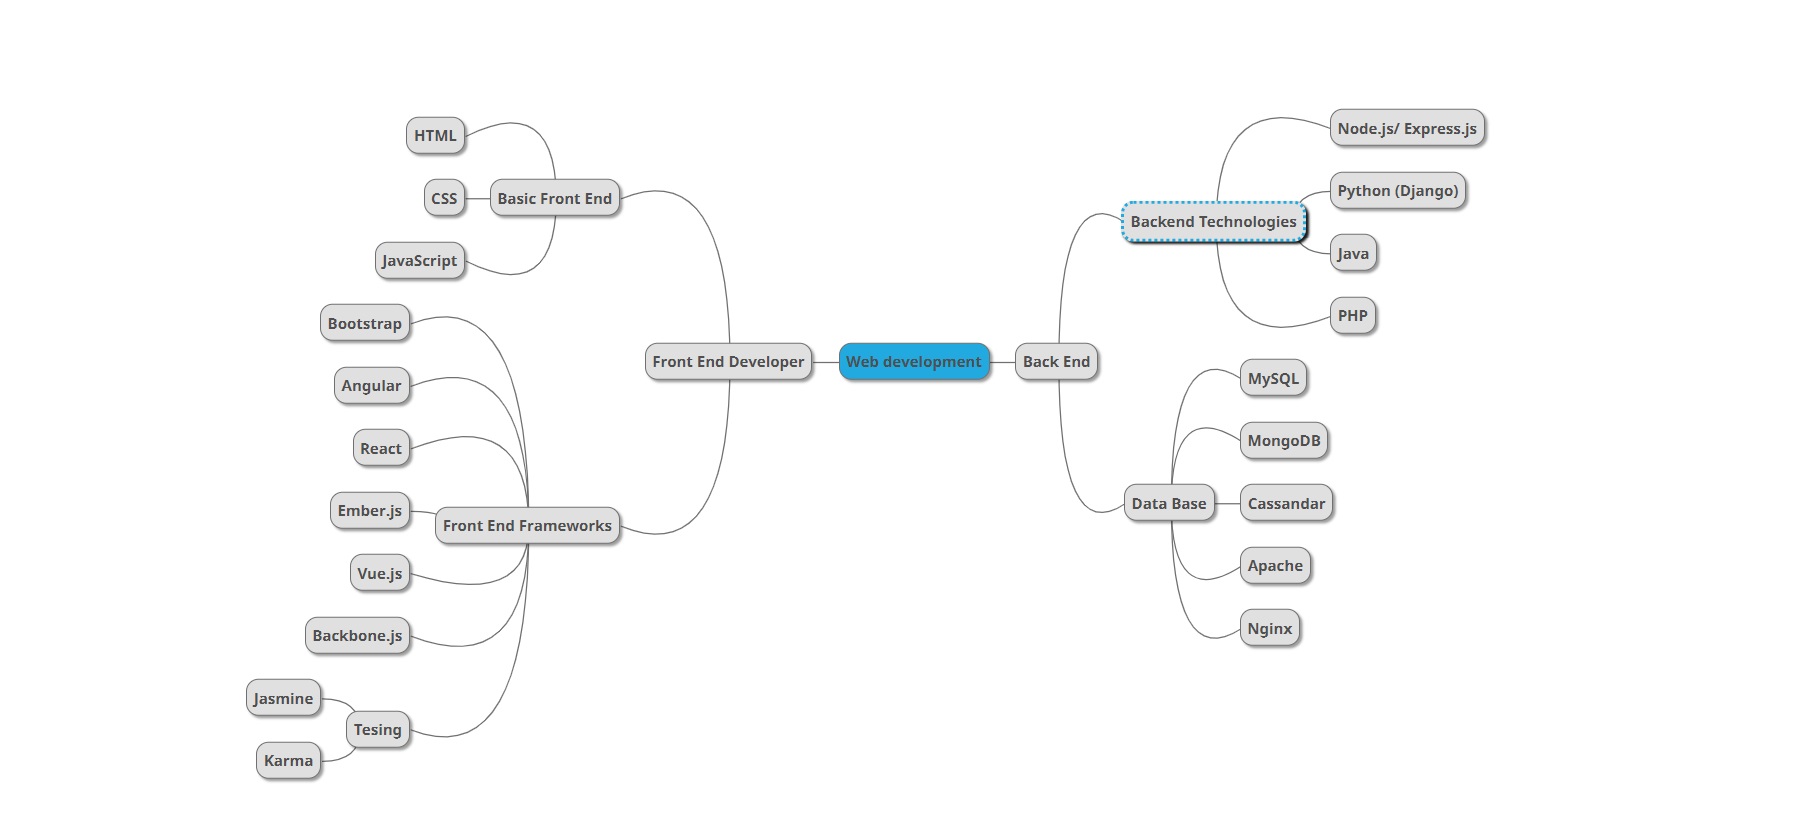 HTML
CSS
JavaScript
Basic Front End
Bootstrap
Angular
React
Ember.js
Vue.js
Backbone.js
Jasmine
Karma
Tesing
Front End Frameworks
Front End Developer
Web development
Back End
Backend Technologies
Node.js/ Express.js
Python (Django)
Java
PHP
Data Base
MySQL
MongoDB
Cassandar
Apache
Nginx